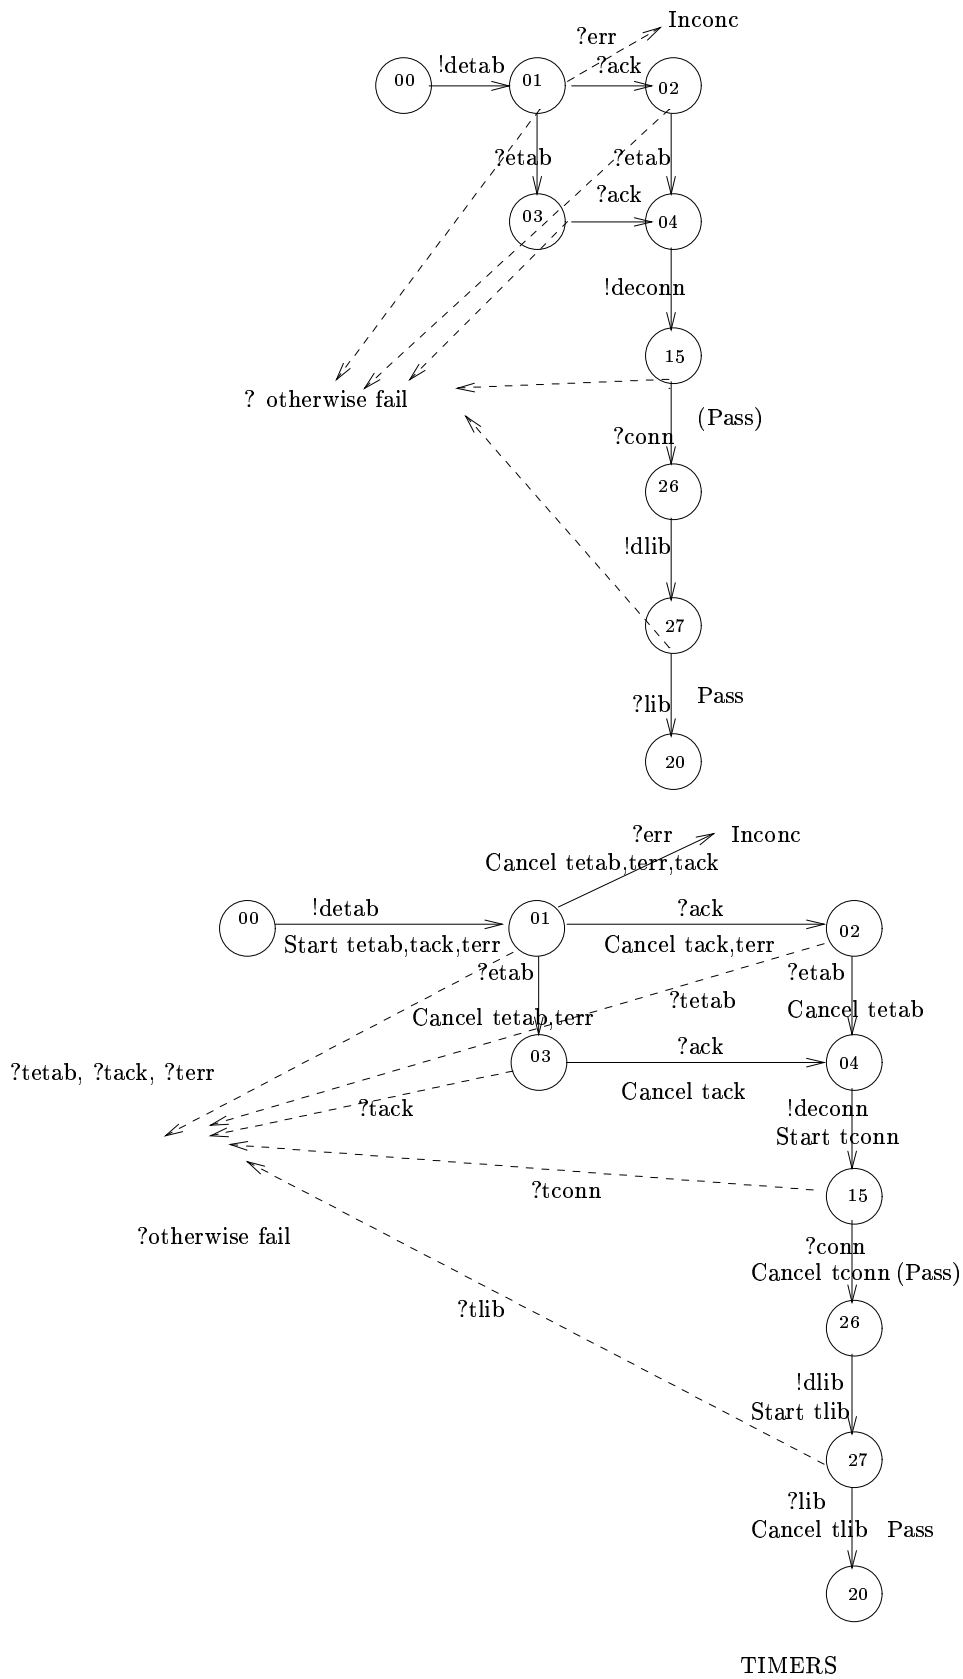 Inconc
?err
!detab
?ack
00
01
02
?etab
?etab
?ack
03
04
!deconn
15
? otherwise fail
(Pass)
?conn
26
!dlib
27
Pass
?lib
20
?err
Inconc
Cancel tetab,terr,tack
!detab
?ack
00
01
02
Start tetab,tack,terr
Cancel tack,terr
?etab
?etab
?tetab
Cancel tetab
Cancel tetab,terr
?ack
03
04
?tetab, ?tack, ?terr
Cancel tack
?tack
!deconn
Start tconn
?tconn
15
?otherwise fail
?conn
Cancel tconn (Pass)
?tlib
26
!dlib
Start tlib
27
?lib
Cancel tlib Pass
20
TIMERS